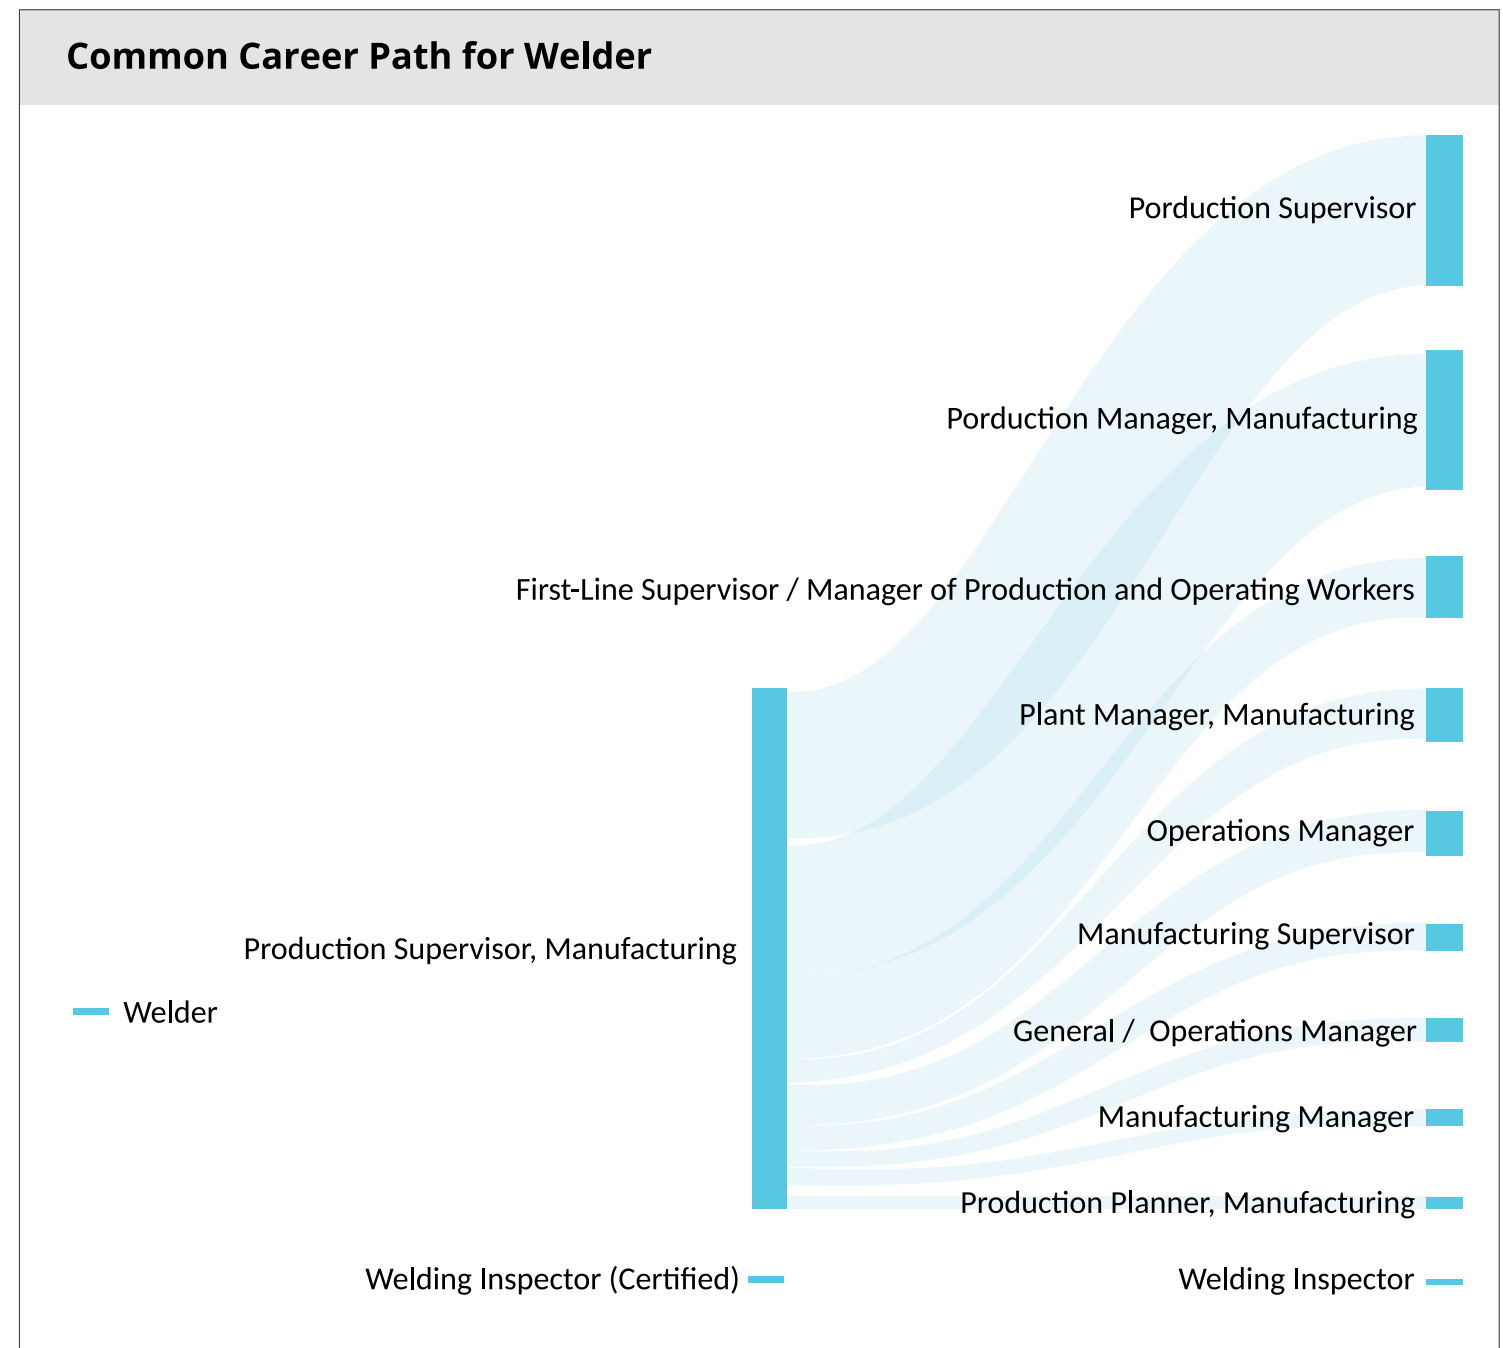 Common Career Path for Welder
Porduction Supervisor
Porduction Manager, Manufacturing
First-Line Supervisor / Manager of Production and Operating Workers
Plant Manager, Manufacturing
Operations Manager
Manufacturing Supervisor
Production Supervisor, Manufacturing
Welder
General / Operations Manager
Manufacturing Manager
Production Planner, Manufacturing
Welding Inspector (Certified)
Welding Inspector